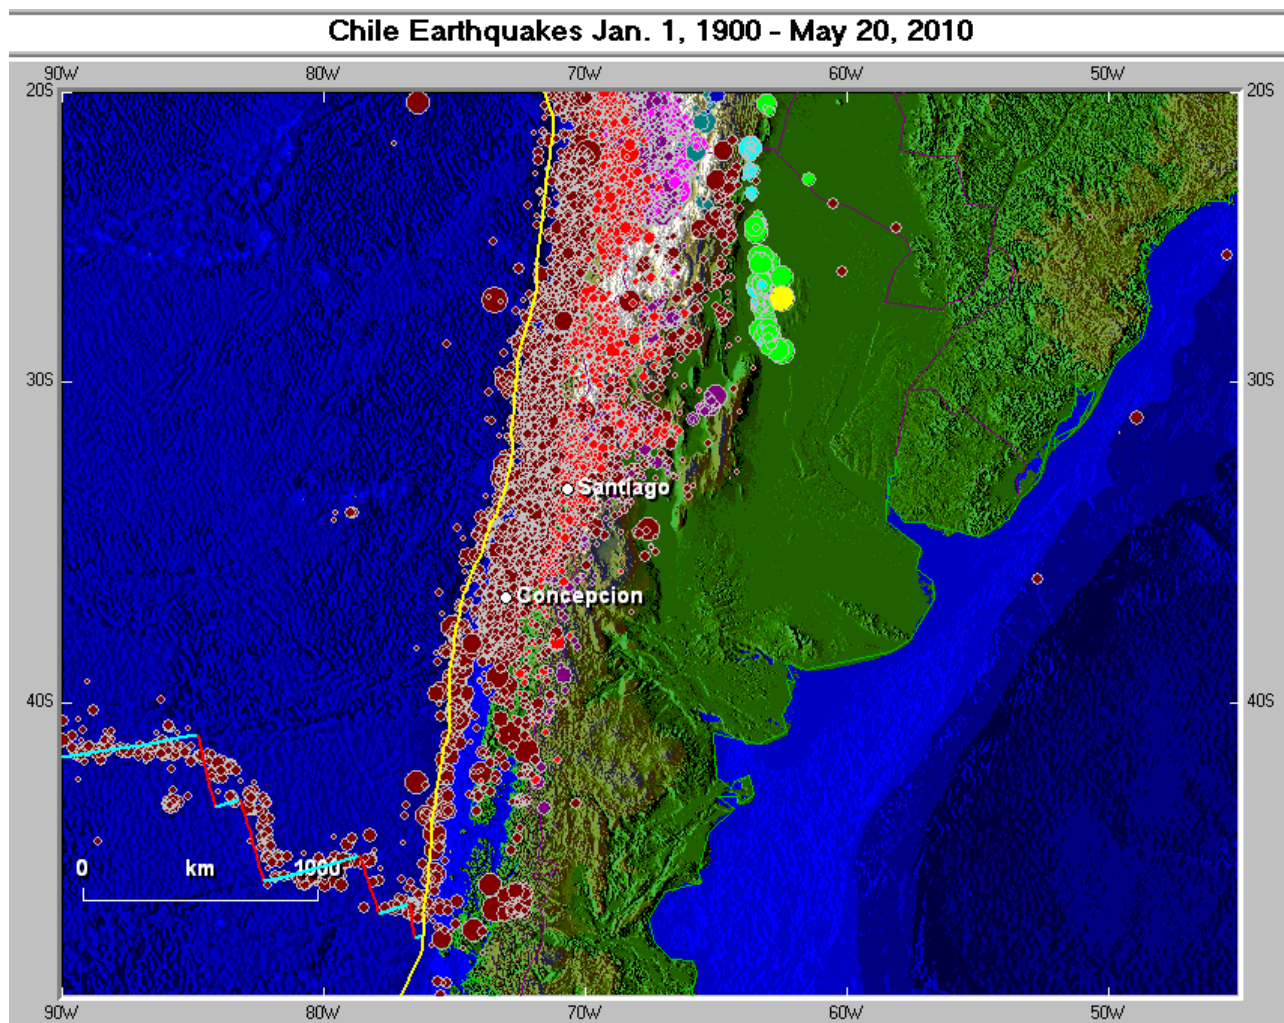 Chile Earthquakes Jan. 1, 1900 - May 20, 2010
90W 80W 70W 60W 50W
20S 20S
30S 30S
Santiago
Concepcion
40S 40S
0 km 1000
90W 80W 70W 60W 50W